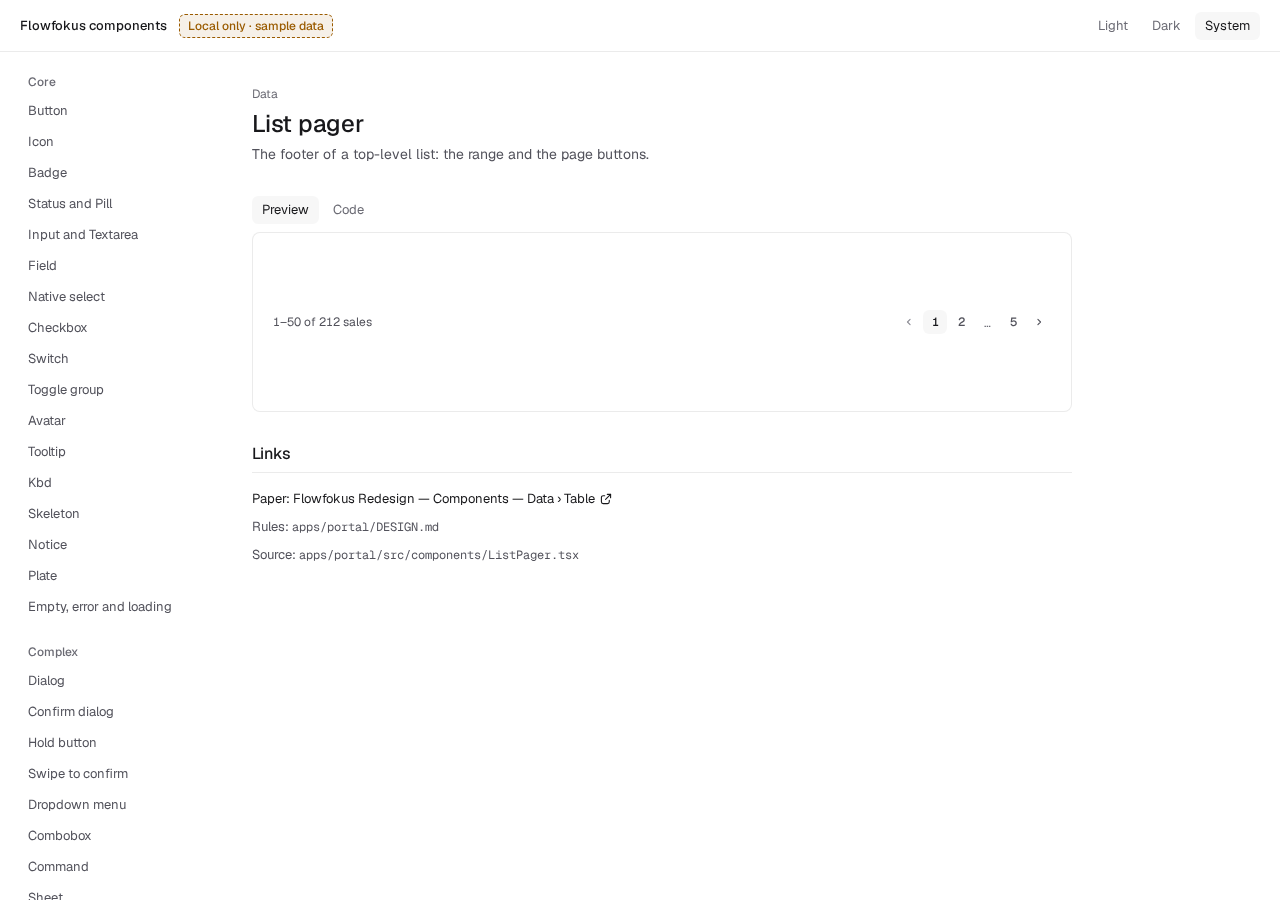 Flowfokus components
Local only · sample data
Light
Dark
System
Core
Button
Icon
Badge
Status and Pill
Input and Textarea
Field
Native select
Checkbox
Switch
Toggle group
Avatar
Tooltip
Kbd
Skeleton
Notice
Plate
Empty, error and loading
Complex
Dialog
Confirm dialog
Hold button
Swipe to confirm
Dropdown menu
Combobox
Command
Sheet
Data
List pager
The footer of a top-level list: the range and the page buttons.
Preview
Code
1–50 of 212 sales
‹ 1 2 … 5 ›
Links
Paper: Flowfokus Redesign — Components — Data › Table
Rules: apps/portal/DESIGN.md
Source: apps/portal/src/components/ListPager.tsx